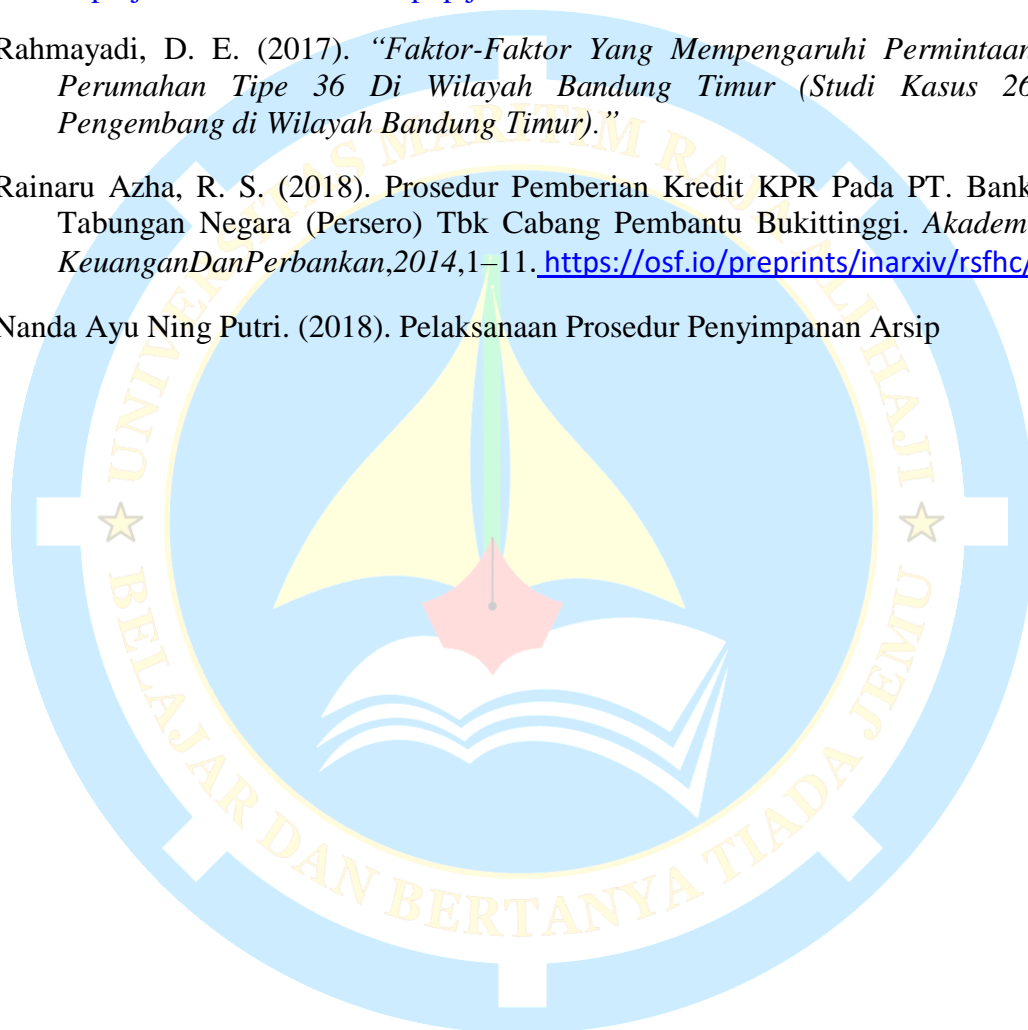 Rahmayadi, D. E. (2017). “Faktor-Faktor Yang Mempengaruhi Permintaan
Perumahan Tipe 36 Di Wilayah Bandung Timur (Studi Kasus 26
Pengembang di Wilayah Bandung Timur).”
Rainaru Azha, R. S. (2018). Prosedur Pemberian Kredit KPR Pada PT. Bank
Tabungan Negara (Persero) Tbk Cabang Pembantu Bukittinggi. Akadem
KeuanganDanPerbankan,2014,1–11. https://osf.io/preprints/inarxiv/rsfhc/
Nanda Ayu Ning Putri. (2018). Pelaksanaan Prosedur Penyimpanan Arsip
UNIVERSITAS MARITIM RAJA ALI HAJI
BELAJAR DAN BERTANYA TIADA JEMU